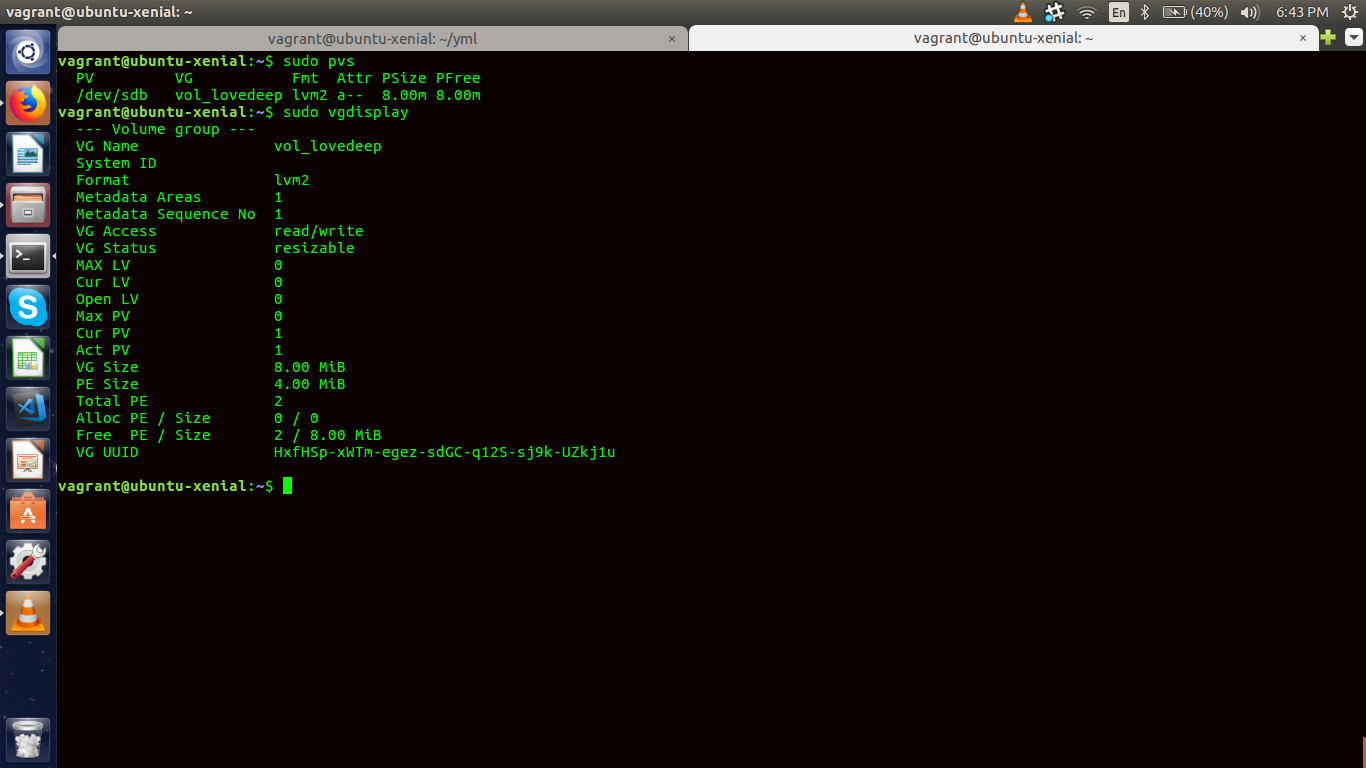 vagrant@ubuntu-xenial: ~
En
(40%)
6:43 PM
vagrant@ubuntu-xenial: ~/yml ×
vagrant@ubuntu-xenial: ~ ×
vagrant@ubuntu-xenial:~$ sudo pvs
PV VG Fmt Attr PSize PFree
/dev/sdb vol_lovedeep lvm2 a-- 8.00m 8.00m
vagrant@ubuntu-xenial:~$ sudo vgdisplay
--- Volume group ---
VG Name vol_lovedeep
System ID
Format lvm2
Metadata Areas 1
Metadata Sequence No 1
VG Access read/write
VG Status resizable
MAX LV 0
Cur LV 0
Open LV 0
Max PV 0
Cur PV 1
Act PV 1
VG Size 8.00 MiB
PE Size 4.00 MiB
Total PE 2
Alloc PE / Size 0 / 0
Free PE / Size 2 / 8.00 MiB
VG UUID HxfHSp-xWTm-egez-sdGC-q12S-sj9k-UZkj1u
vagrant@ubuntu-xenial:~$